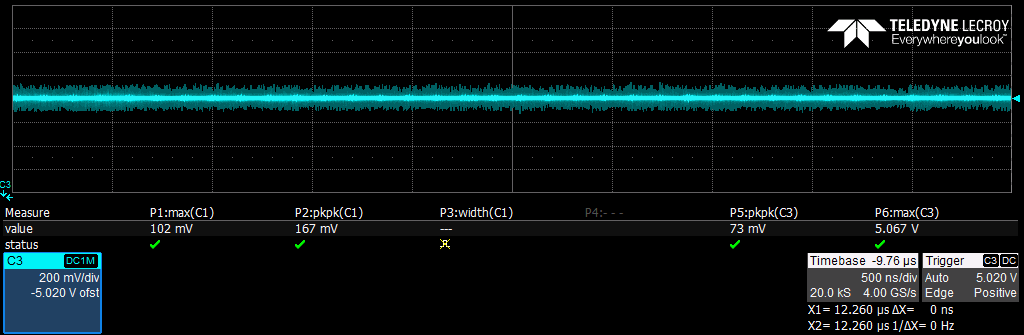 TELEDYNE LECROY
Everywhereyoulook™
C3
Measure P1:max(C1) P2:pkpk(C1) P3:width(C1) P4:- - - P5:pkpk(C3) P6:max(C3)
value 102 mV 167 mV --- 73 mV 5.067 V
status
C3 DC1M
200 mV/div
-5.020 V ofst
Timebase -9.76 µs
500 ns/div
20.0 kS 4.00 GS/s
Trigger C3 DC
Auto 5.020 V
Edge Positive
X1= 12.260 µs ΔX= 0 ns
X2= 12.260 µs 1/ΔX= 0 Hz